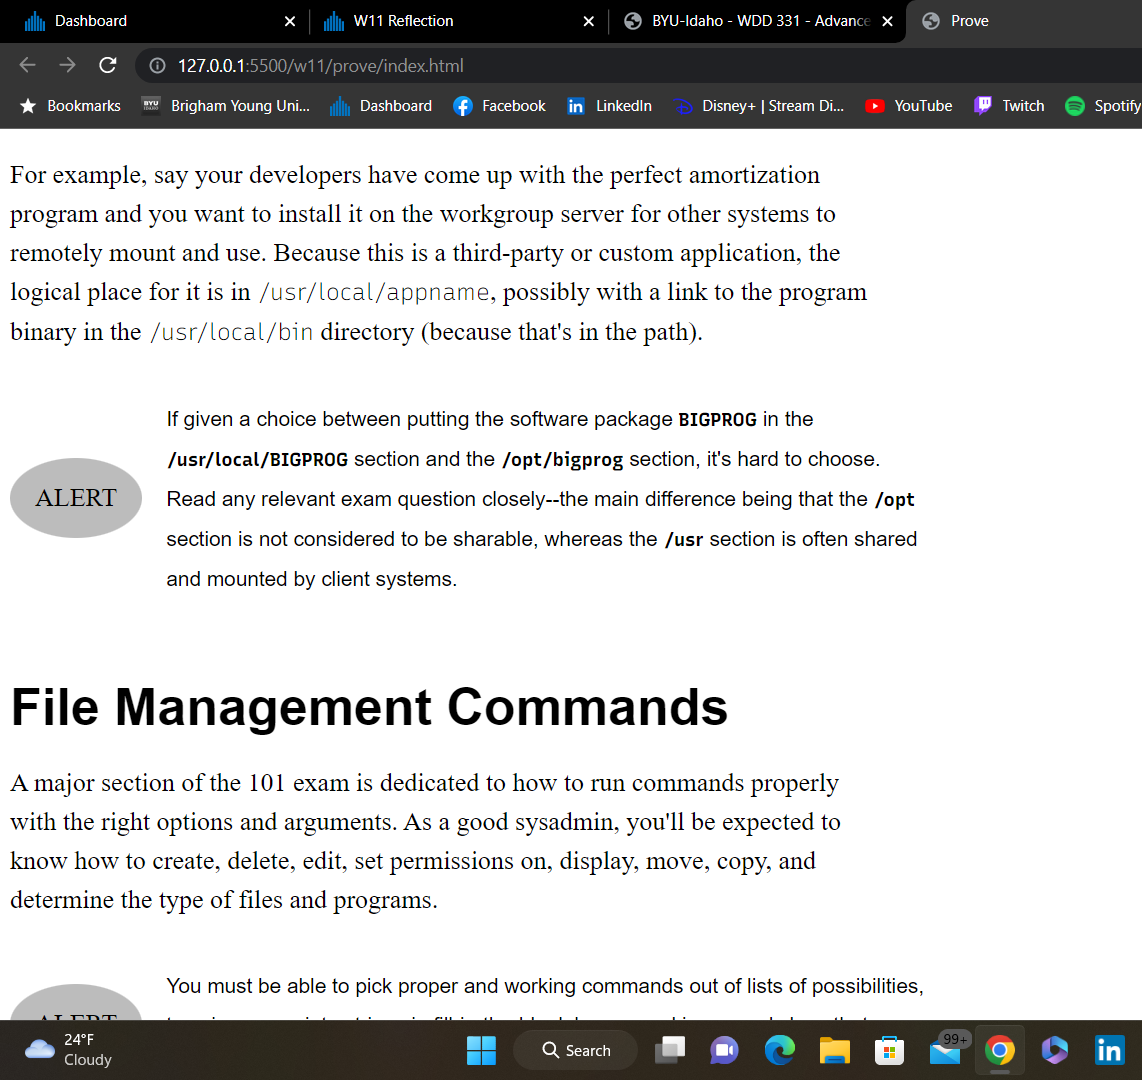 Dashboard
W11 Reflection
BYU-Idaho - WDD 331 - Advance
Prove
127.0.0.1:5500/w11/prove/index.html
Bookmarks
BYU
Brigham Young Uni...
Dashboard
Facebook
LinkedIn
Disney+ | Stream Di...
YouTube
Twitch
Spotify
For example, say your developers have come up with the perfect amortization
program and you want to install it on the workgroup server for other systems to
remotely mount and use. Because this is a third-party or custom application, the
logical place for it is in /usr/local/appname, possibly with a link to the program
binary in the /usr/local/bin directory (because that's in the path).
If given a choice between putting the software package BIGPROG in the
/usr/local/BIGPROG section and the /opt/bigprog section, it's hard to choose.
ALERT
Read any relevant exam question closely--the main difference being that the /opt
section is not considered to be sharable, whereas the /usr section is often shared
and mounted by client systems.
File Management Commands
A major section of the 101 exam is dedicated to how to run commands properly
with the right options and arguments. As a good sysadmin, you'll be expected to
know how to create, delete, edit, set permissions on, display, move, copy, and
determine the type of files and programs.
You must be able to pick proper and working commands out of lists of possibilities,
ALERT
24°F
Cloudy
Search
99+
in